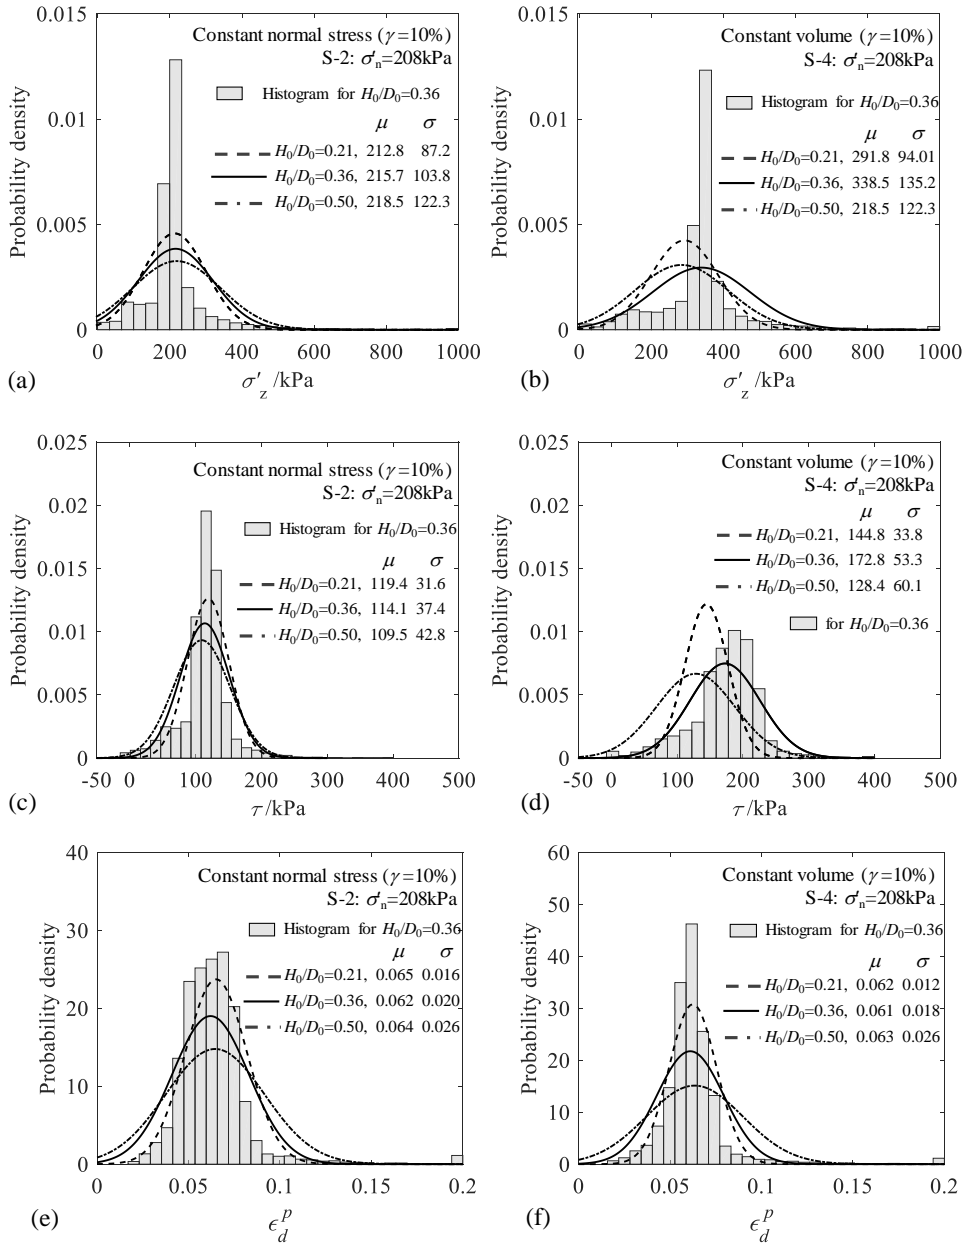 0.015
Constant normal stress (γ=10%)
S-2: σ′n=208kPa
Histogram for H0/D0=0.36
μ σ
H0/D0=0.21, 212.8 87.2
H0/D0=0.36, 215.7 103.8
H0/D0=0.50, 218.5 122.3
0.01
0.005
0
Probability density
0 200 400 600 800 1000
(a)
σ′z /kPa
0.015
Constant volume (γ=10%)
S-4: σ′n=208kPa
Histogram for H0/D0=0.36
μ σ
H0/D0=0.21, 291.8 94.01
H0/D0=0.36, 338.5 135.2
H0/D0=0.50, 218.5 122.3
0.01
0.005
0
Probability density
200 400 600 800 1000
(b)
σ′z /kPa
0.025
Constant normal stress (γ=10%)
S-2: σ′n=208kPa
Histogram for H0/D0=0.36
μ σ
H0/D0=0.21, 119.4 31.6
H0/D0=0.36, 114.1 37.4
H0/D0=0.50, 109.5 42.8
0.02
0.015
0.01
0.005
0
Probability density
-50 0 100 200 300 400 500
(c)
τ/kPa
0.025
Constant volume (γ=10%)
S-4: σ′n=208kPa
μ σ
H0/D0=0.21, 144.8 33.8
H0/D0=0.36, 172.8 53.3
H0/D0=0.50, 128.4 60.1
for H0/D0=0.36
0.02
0.015
0.01
0.005
0
Probability density
-50 0 100 200 300 400 500
(d)
τ/kPa
40
Constant normal stress (γ=10%)
S-2: σ′n=208kPa
Histogram for H0/D0=0.36
μ σ
H0/D0=0.21, 0.065 0.016
H0/D0=0.36, 0.062 0.020
H0/D0=0.50, 0.064 0.026
30
20
10
0
Probability density
0 0.05 0.1 0.15 0.2
(e)
ϵ^p_d
60
Constant volume (γ=10%)
S-4: σ′n=208kPa
Histogram for H0/D0=0.36
μ σ
H0/D0=0.21, 0.062 0.012
H0/D0=0.36, 0.061 0.018
H0/D0=0.50, 0.063 0.026
50
40
30
20
10
0
Probability density
0 0.05 0.1 0.15 0.2
(f)
ϵ^p_d